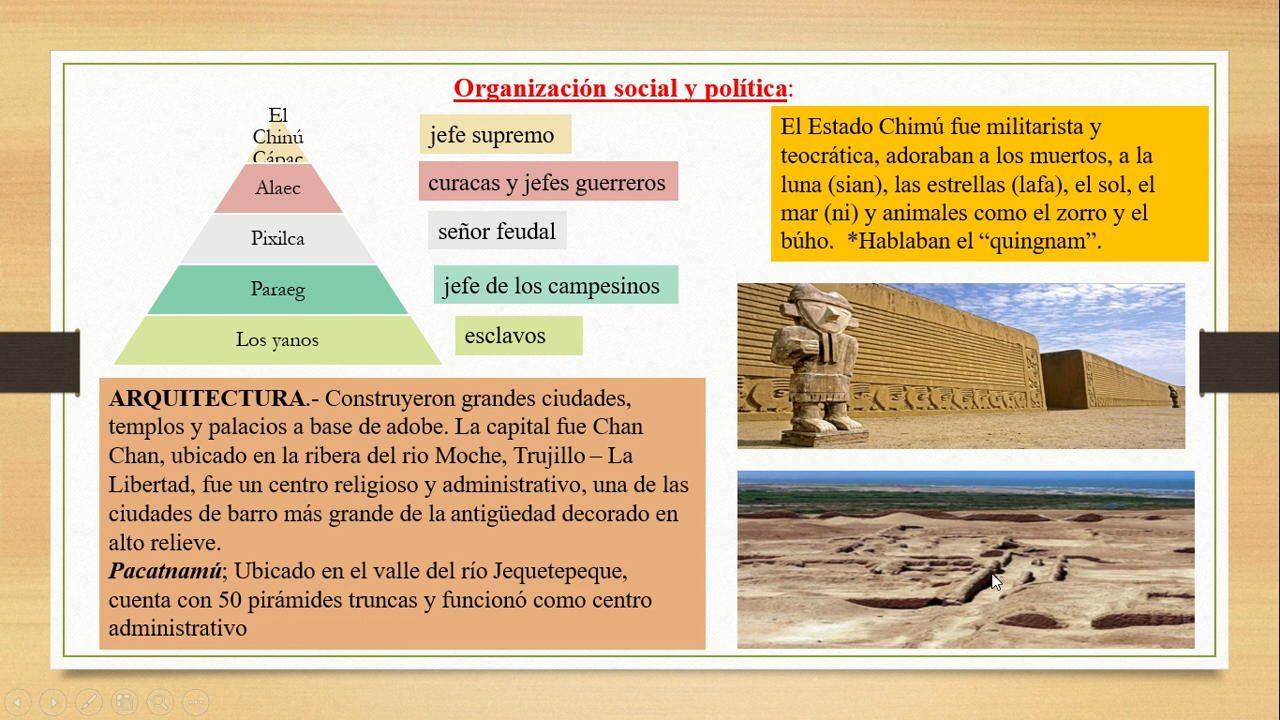 Organización social y política:
El
Chinú
Cápac
Alaec
Pixilca
Paraeg
Los yanos
jefe supremo
curacas y jefes guerreros
señor feudal
jefe de los campesinos
esclavos
El Estado Chimú fue militarista y
teocrática, adoraban a los muertos, a la
luna (sian), las estrellas (lafa), el sol, el
mar (ni) y animales como el zorro y el
búho. *Hablaban el “quingnam”.
ARQUITECTURA.- Construyeron grandes ciudades,
templos y palacios a base de adobe. La capital fue Chan
Chan, ubicado en la ribera del rio Moche, Trujillo – La
Libertad, fue un centro religioso y administrativo, una de las
ciudades de barro más grande de la antigüedad decorado en
alto relieve.
Pacatnamú; Ubicado en el valle del río Jequetepeque,
cuenta con 50 pirámides truncas y funcionó como centro
administrativo